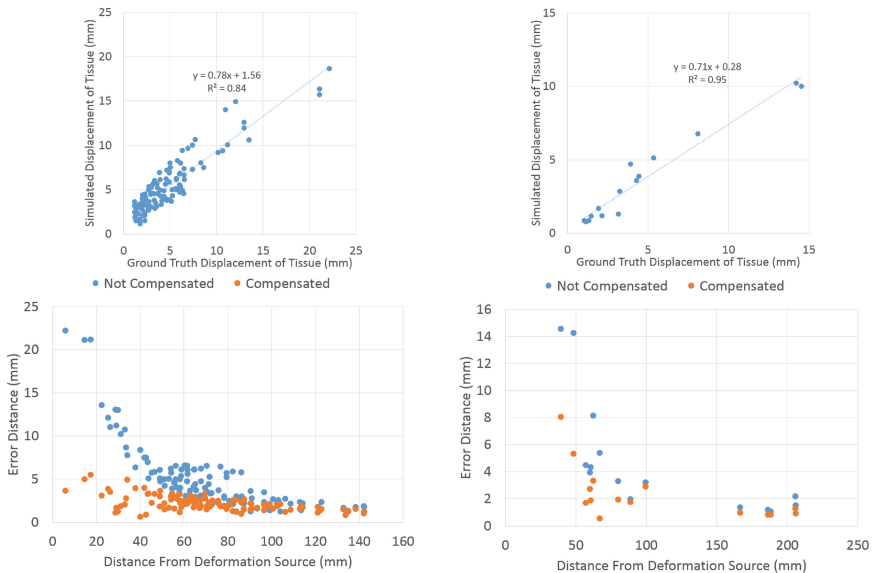 25
20
15
10
5
0
y = 0.78x + 1.56
R² = 0.84
0 5 10 15 20 25
Simulated Displacement of Tissue (mm)
Ground Truth Displacement of Tissue (mm)
15
10
5
0
y = 0.71x + 0.28
R² = 0.95
0 5 10 15
Simulated Displacement of Tissue (mm)
Ground Truth Displacement of Tissue (mm)
Not Compensated Compensated
25
20
15
10
5
0
0 20 40 60 80 100 120 140 160
Error Distance (mm)
Distance From Deformation Source (mm)
Not Compensated Compensated
16
14
12
10
8
6
4
2
0
0 50 100 150 200 250
Error Distance (mm)
Distance From Deformation Source (mm)